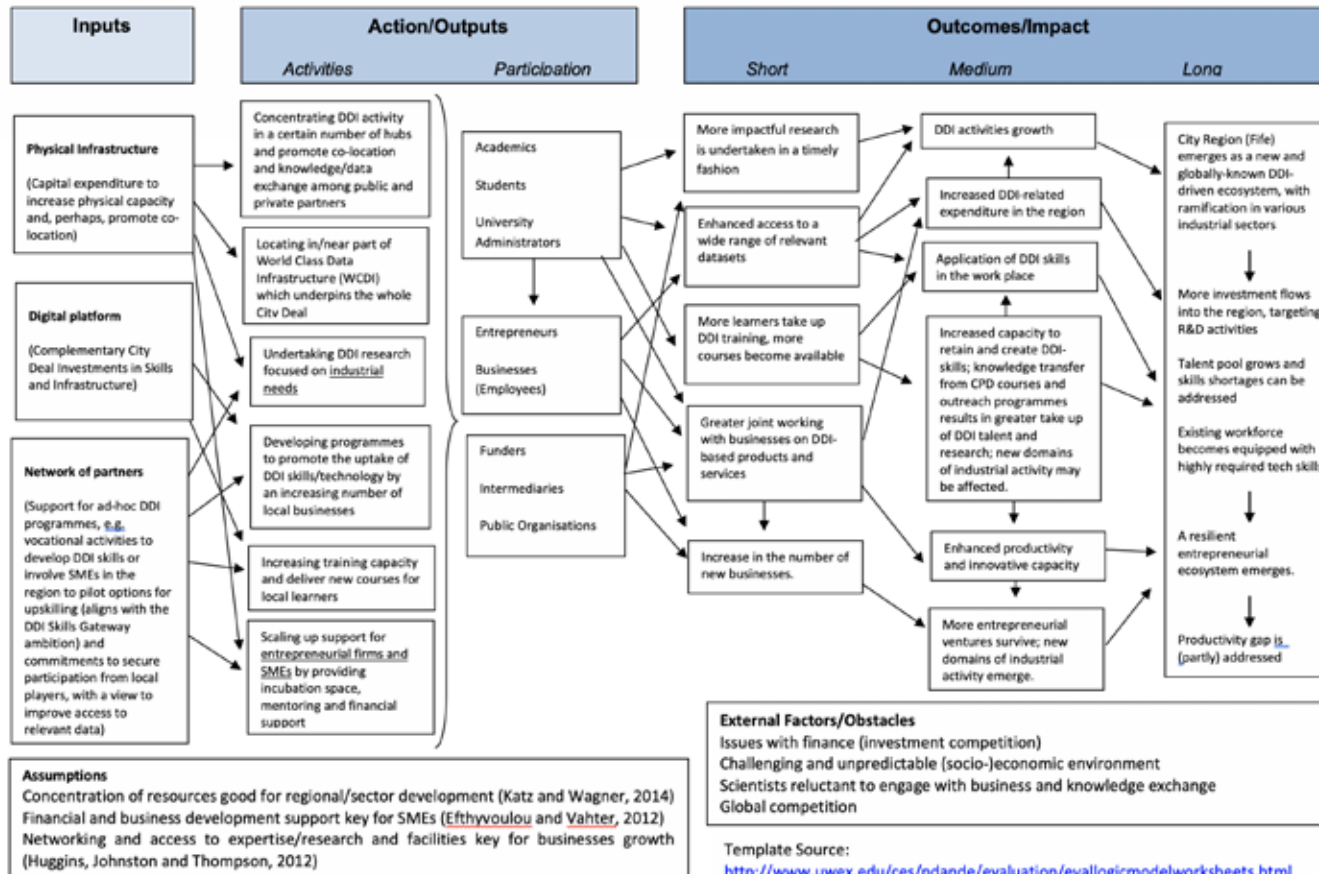 Inputs
Action/Outputs
Activities
Participation
Outcomes/Impact
Short
Medium
Long
Physical Infrastructure
(Capital expenditure to
increase physical capacity
and, perhaps, promote co-
location)
Digital platform
(Complementary City
Deal Investments in Skills
and Infrastructure)
Network of partners
(Support for ad-hoc DDI
programmes, e.g.
vocational activities to
develop DDI skills or
involve SMEs in the
region to pilot options for
upskilling (aligns with the
DDI Skills Gateway
ambition) and
commitments to secure
participation from local
players, with a view to
improve access to
relevant data)
Concentrating DDI activity
in a certain number of hubs
and promote co-location
and knowledge/data
exchange among public and
private partners
Locating in/near part of
World Class Data
Infrastructure (WCDI)
which underpins the whole
City Deal
Undertaking DDI research
focused on industrial
needs
Developing programmes
to promote the uptake of
DDI skills/technology by
an increasing number of
local businesses
Increasing training capacity
and deliver new courses for
local learners
Scaling up support for
entrepreneurial firms and
SMEs by providing
incubation space,
mentoring and financial
support
Academics
Students
University
Administrators
Entrepreneurs
Businesses
(Employees)
Funders
Intermediaries
Public Organisations
More impactful research
is undertaken in a timely
fashion
Enhanced access to a
wide range of relevant
datasets
More learners take up
DDI training, more
courses become available
Greater joint working
with businesses on DDI-
based products and
services
Increase in the number of
new businesses.
DDI activities growth
Increased DDI-related
expenditure in the region
Application of DDI skills
in the work place
Increased capacity to
retain and create DDI-
skills; knowledge transfer
from CPD courses and
outreach programmes
results in greater take up
of DDI talent and
research; new domains
of industrial activity may
be affected.
Enhanced productivity
and innovative capacity
More entrepreneurial
ventures survive; new
domains of industrial
activity emerge.
City Region (Fife)
emerges as a new and
globally-known DDI-
driven ecosystem, with
ramification in various
industrial sectors
More investment flows
into the region, targeting
R&D activities
Talent pool grows and
skills shortages can be
addressed
Existing workforce
becomes equipped with
highly required tech skills
A resilient
entrepreneurial
ecosystem emerges.
Productivity gap is
(partly) addressed
Assumptions
Concentration of resources good for regional/sector development (Katz and Wagner, 2014)
Financial and business development support key for SMEs (Efthyvoulou and Vahter, 2012)
Networking and access to expertise/research and facilities key for businesses growth
(Huggins, Johnston and Thompson, 2012)
External Factors/Obstacles
Issues with finance (investment competition)
Challenging and unpredictable (socio-)economic environment
Scientists reluctant to engage with business and knowledge exchange
Global competition
Template Source:
http://www.uwex.edu/ces/pdande/evaluation/evallogicmodelworksheets.html